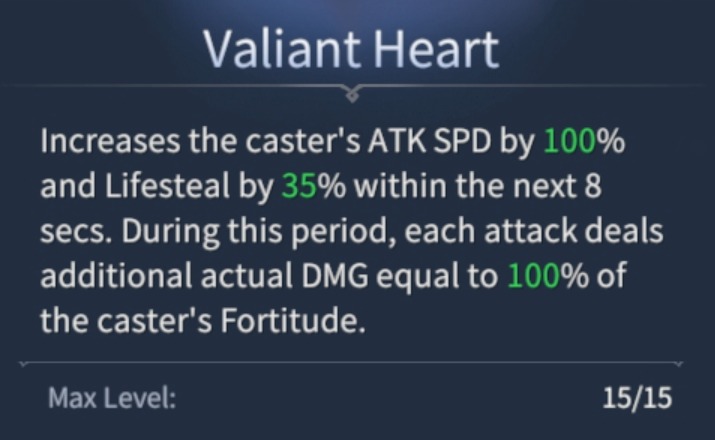 Valiant Heart
Increases the caster's ATK SPD by 100%
and Lifesteal by 35% within the next 8
secs. During this period, each attack deals
additional actual DMG equal to 100% of
the caster's Fortitude.
Max Level: 15/15